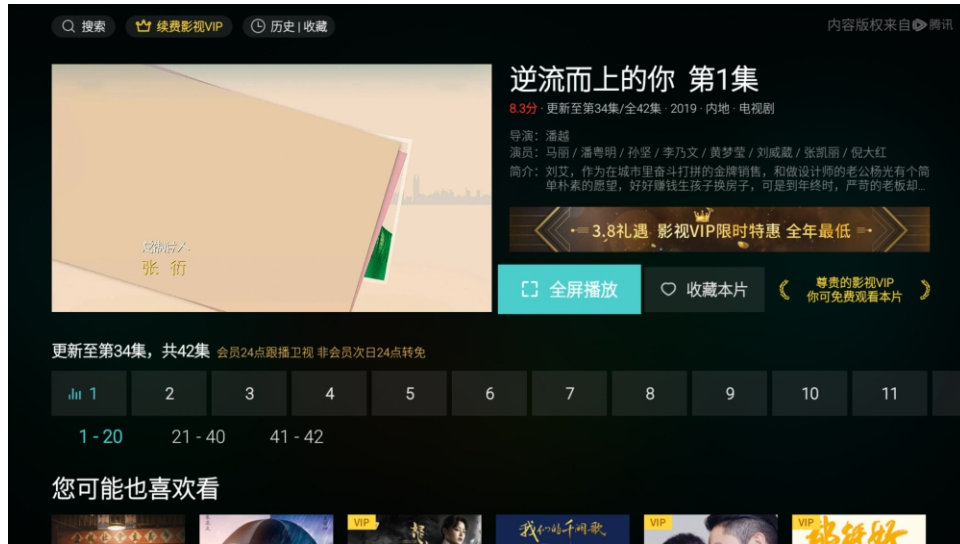 搜索
续费影视VIP
历史 | 收藏
内容版权来自腾讯
总制片人
张 衔
逆流而上的你 第1集
8.3分 · 更新至第34集/全42集 · 2019 · 内地 · 电视剧
导演：潘越
演员：马丽 / 潘粤明 / 孙坚 / 李乃文 / 黄梦莹 / 刘威葳 / 张凯丽 / 倪大红
简介：刘艾，作为在城市里奋斗打拼的金牌销售，和做设计师的老公杨光有个简
单朴素的愿望，好好赚钱生孩子换房子，可是到年终时，严苛的老板却...
3.8礼遇 影视VIP限时特惠 全年最低
全屏播放
收藏本片
尊贵的影视VIP
你可免费观看本片
更新至第34集，共42集 会员24点跟播卫视 非会员次日24点转免
1
2
3
4
5
6
7
8
9
10
11
1 - 20
21 - 40
41 - 42
您可能也喜欢看
VIP
我们的千阙歌
VIP
VIP
都挺好